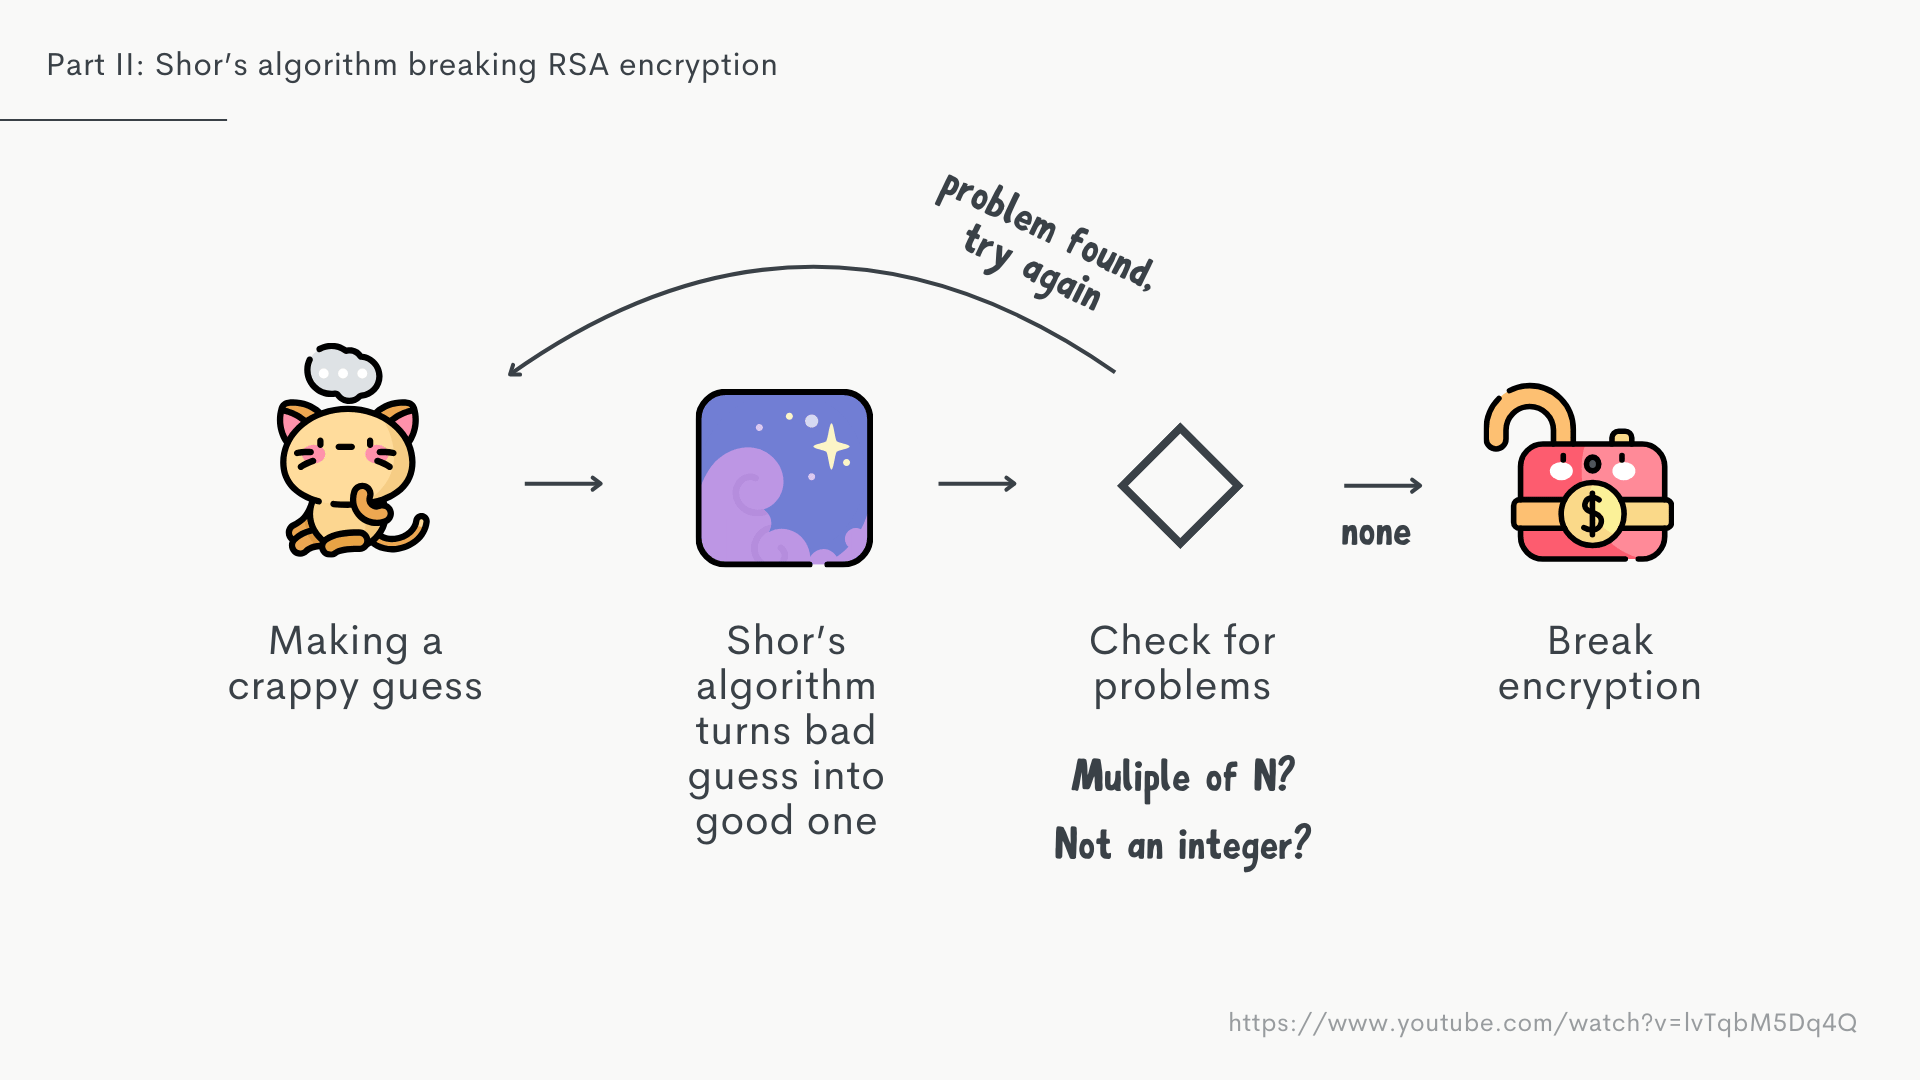 Part II: Shor's algorithm breaking RSA encryption
problem found,
try again
none
$
Making a
crappy guess
Shor's
algorithm
turns bad
guess into
good one
Check for
problems
Muliple of N?
Not an integer?
Break
encryption
https://www.youtube.com/watch?v=lvTqbM5Dq4Q